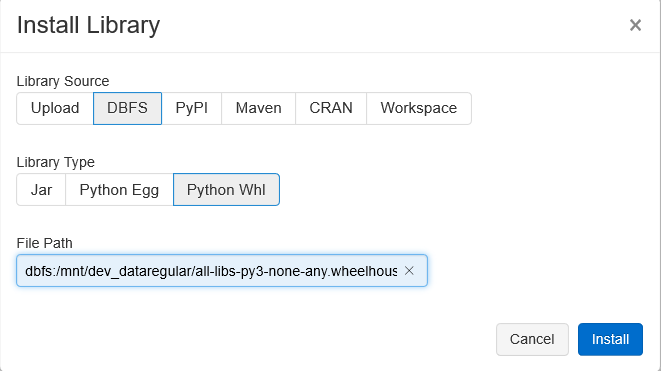 Install Library ×
Library Source
Upload DBFS PyPI Maven CRAN Workspace
Library Type
Jar Python Egg Python Whl
File Path
dbfs:/mnt/dev_dataregular/all-libs-py3-none-any.wheelhous ×
Cancel Install